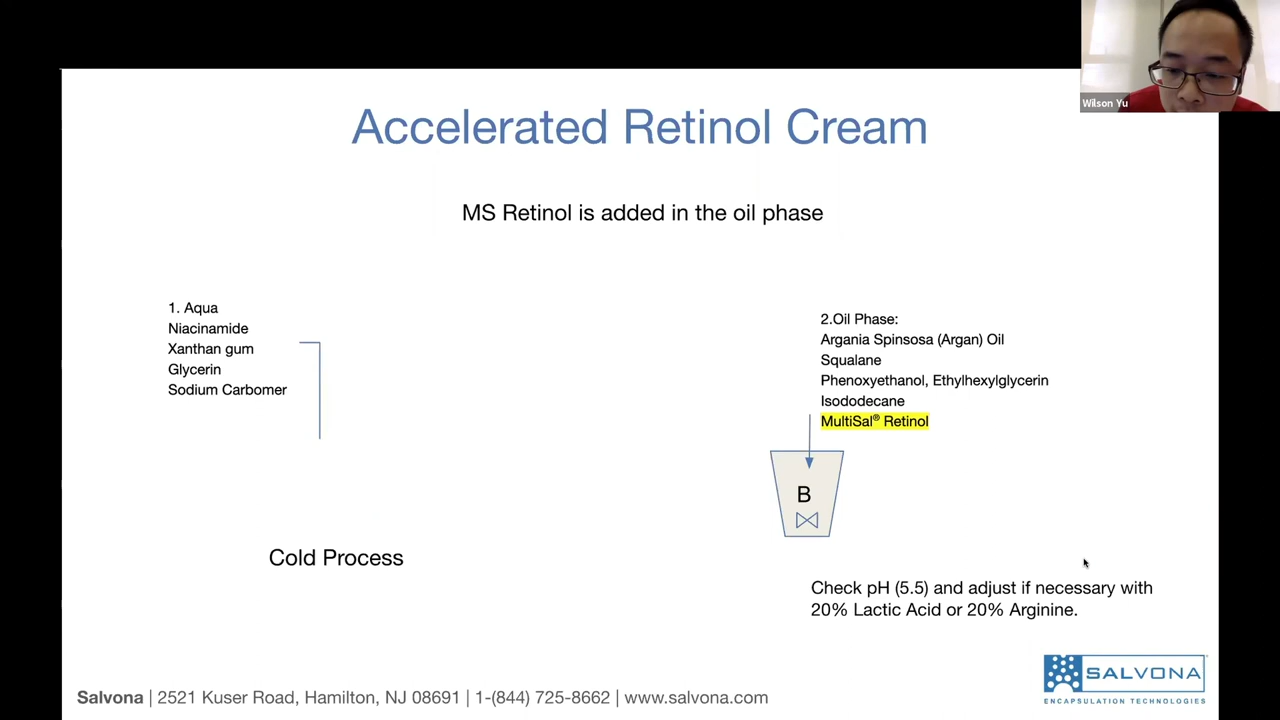 Wilson Yu
Accelerated Retinol Cream
MS Retinol is added in the oil phase
1. Aqua
Niacinamide
Xanthan gum
Glycerin
Sodium Carbomer
2.Oil Phase:
Argania Spinsosa (Argan) Oil
Squalane
Phenoxyethanol, Ethylhexylglycerin
Isododecane
MultiSal® Retinol
B
Cold Process
Check pH (5.5) and adjust if necessary with
20% Lactic Acid or 20% Arginine.
SALVONA
ENCAPSULATION TECHNOLOGIES
Salvona | 2521 Kuser Road, Hamilton, NJ 08691 | 1-(844) 725-8662 | www.salvona.com